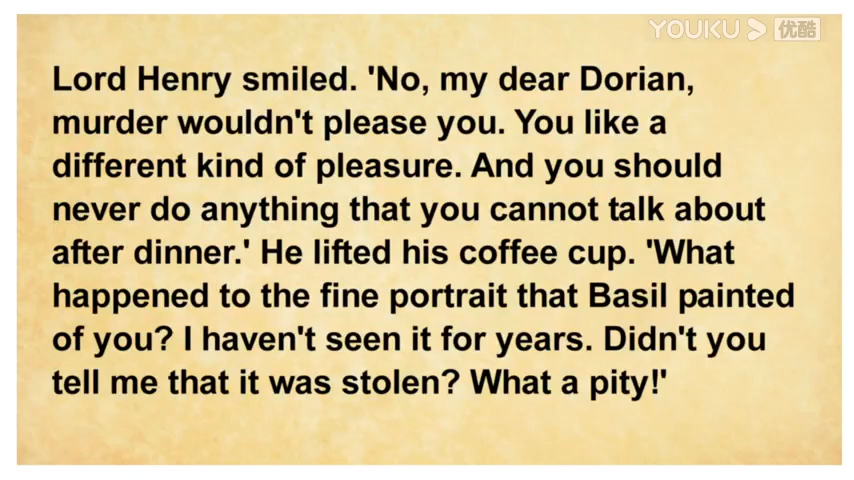 YOUKU 优酷
Lord Henry smiled. 'No, my dear Dorian,
murder wouldn't please you. You like a
different kind of pleasure. And you should
never do anything that you cannot talk about
after dinner.' He lifted his coffee cup. 'What
happened to the fine portrait that Basil painted
of you? I haven't seen it for years. Didn't you
tell me that it was stolen? What a pity!'